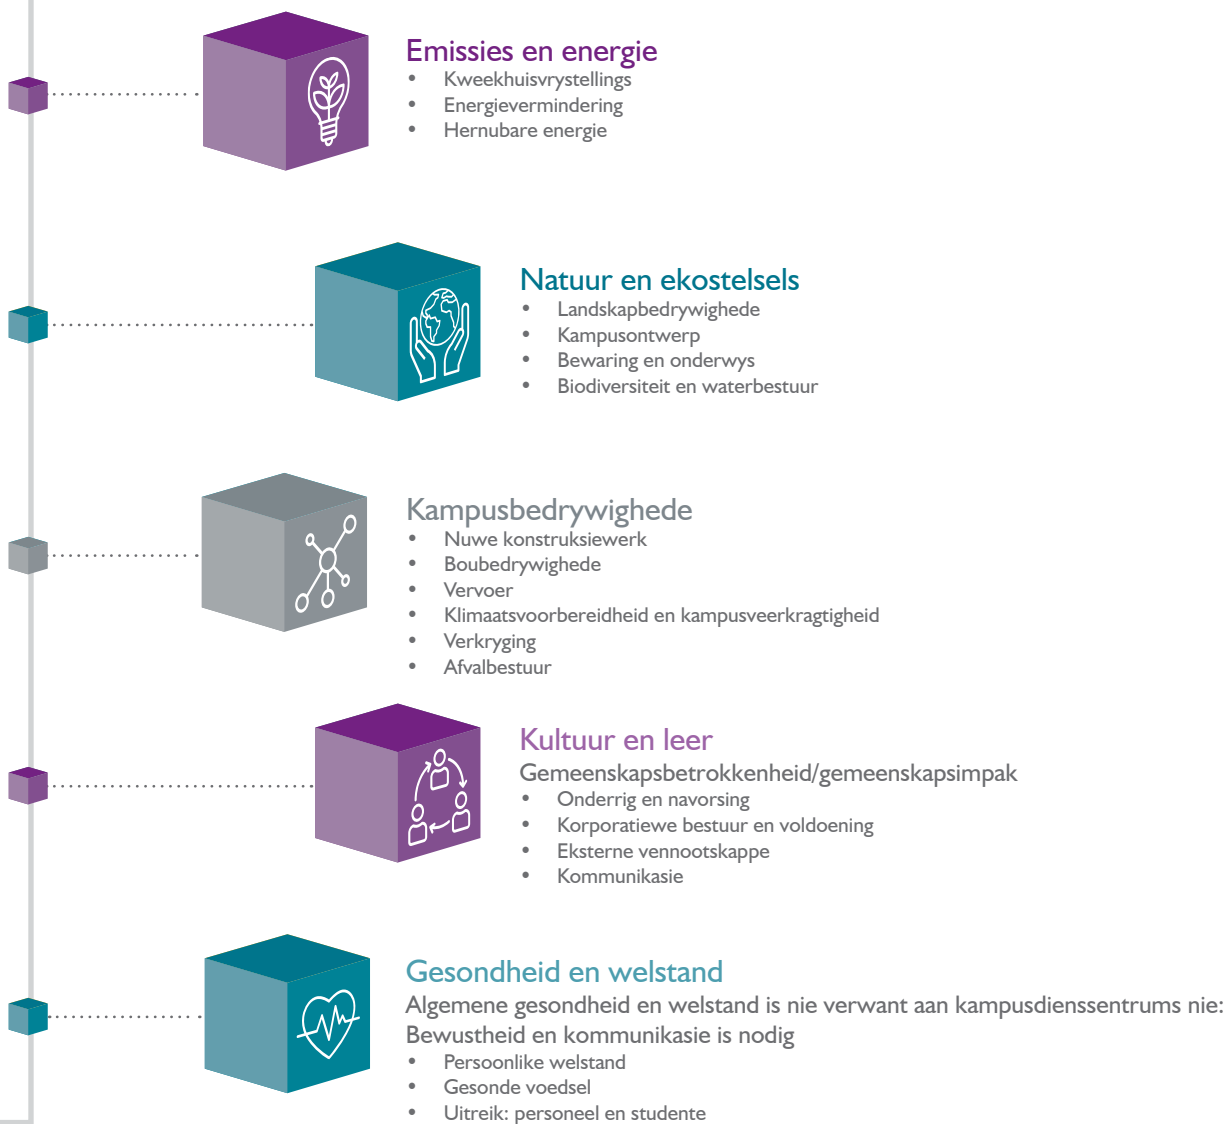 Emissies en energie
• Kweekhuisvrystellings
• Energievermindering
• Hernubare energie
Natuur en ekostelsels
• Landskapbedrywighede
• Kampusontwerp
• Bewaring en onderwys
• Biodiversiteit en waterbestuur
Kampusbedrywighede
• Nuwe konstruksiewerk
• Boubedrywighede
• Vervoer
• Klimaatsvoorbereidheid en kampusveerkragtigheid
• Verkryging
• Afvalbestuur
Kultuur en leer
Gemeenskapsbetrokkenheid/gemeenskapsimpak
• Onderrig en navorsing
• Korporatiewe bestuur en voldoening
• Eksterne vennootskappe
• Kommunikasie
Gesondheid en welstand
Algemene gesondheid en welstand is nie verwant aan kampusdienssentrums nie:
Bewustheid en kommunikasie is nodig
• Persoonlike welstand
• Gesonde voedsel
• Uitreik: personeel en studente